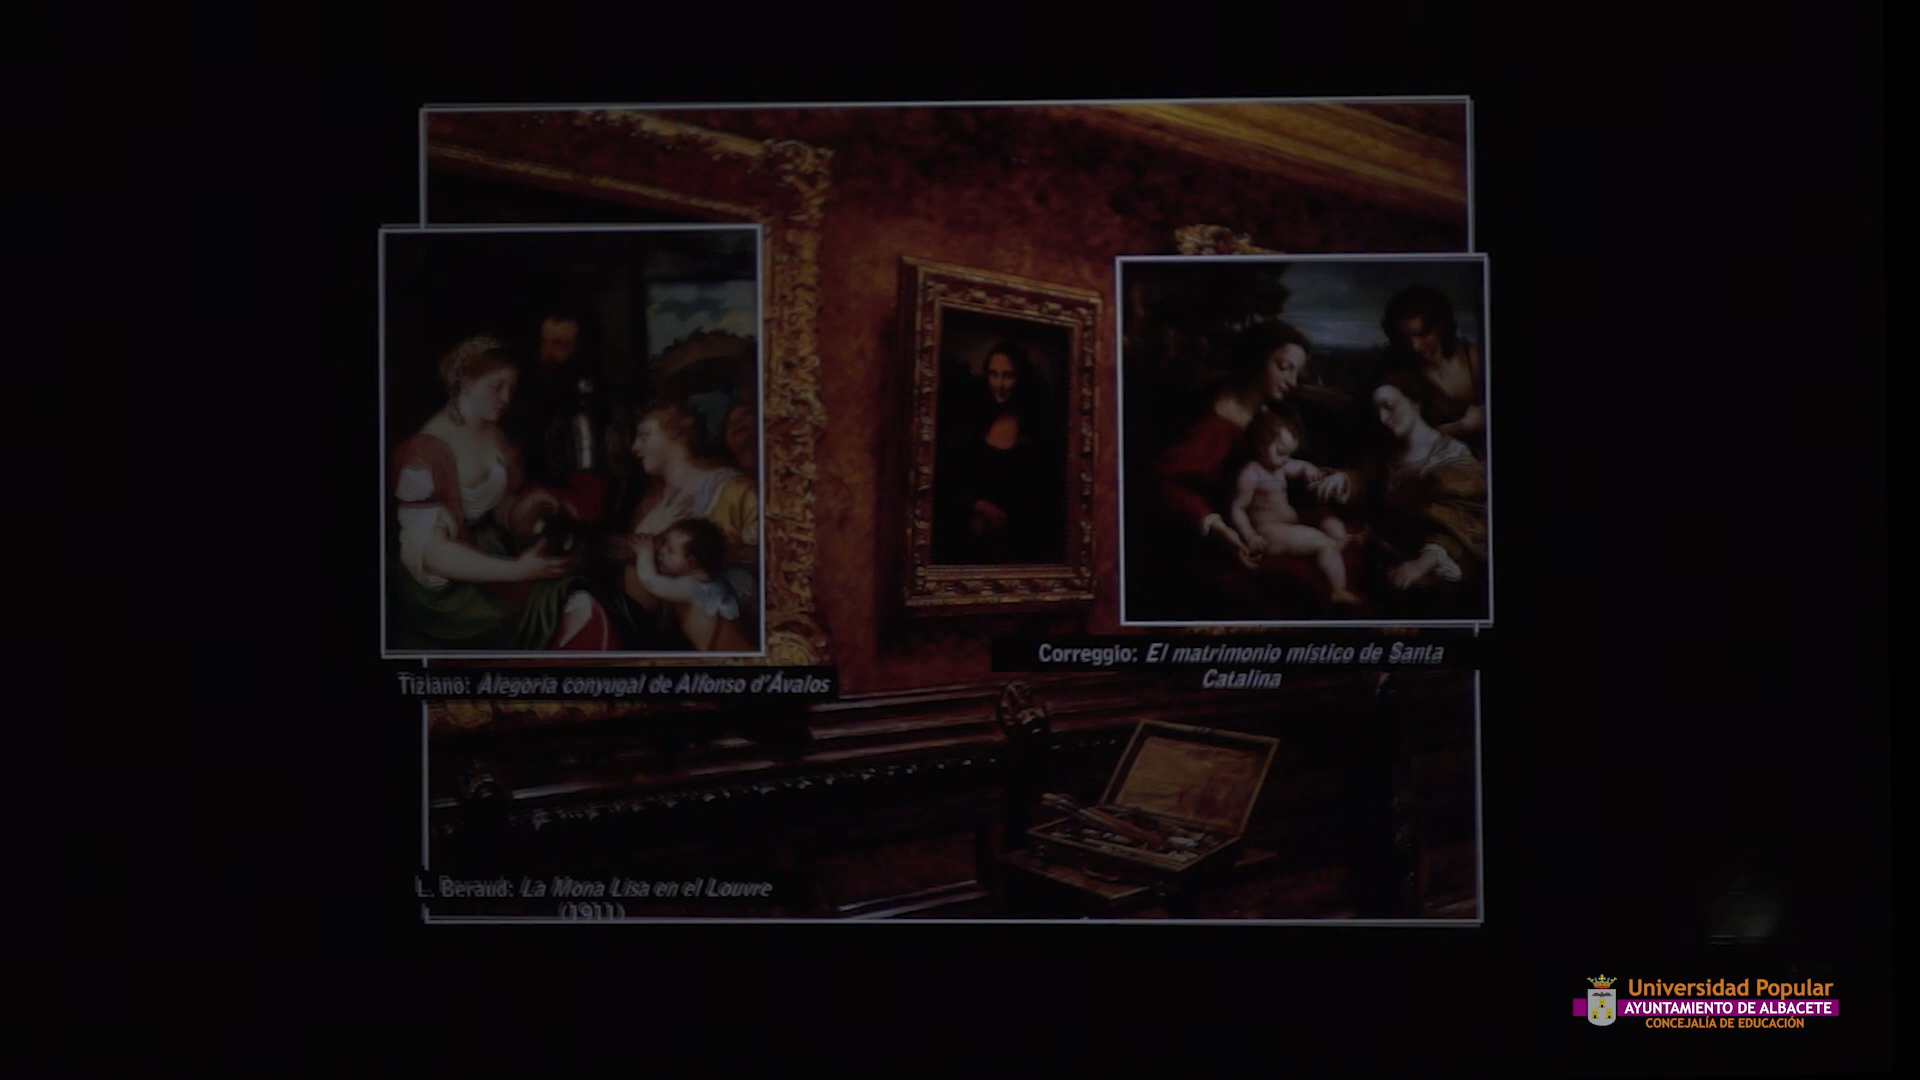 Tiziano: Alegoría conyugal de Alfonso d'Ávalos
Correggio: El matrimonio místico de Santa
Catalina
L. Beraud: La Mona Lisa en el Louvre
(1911)
Universidad Popular
AYUNTAMIENTO DE ALBACETE
CONCEJALÍA DE EDUCACIÓN